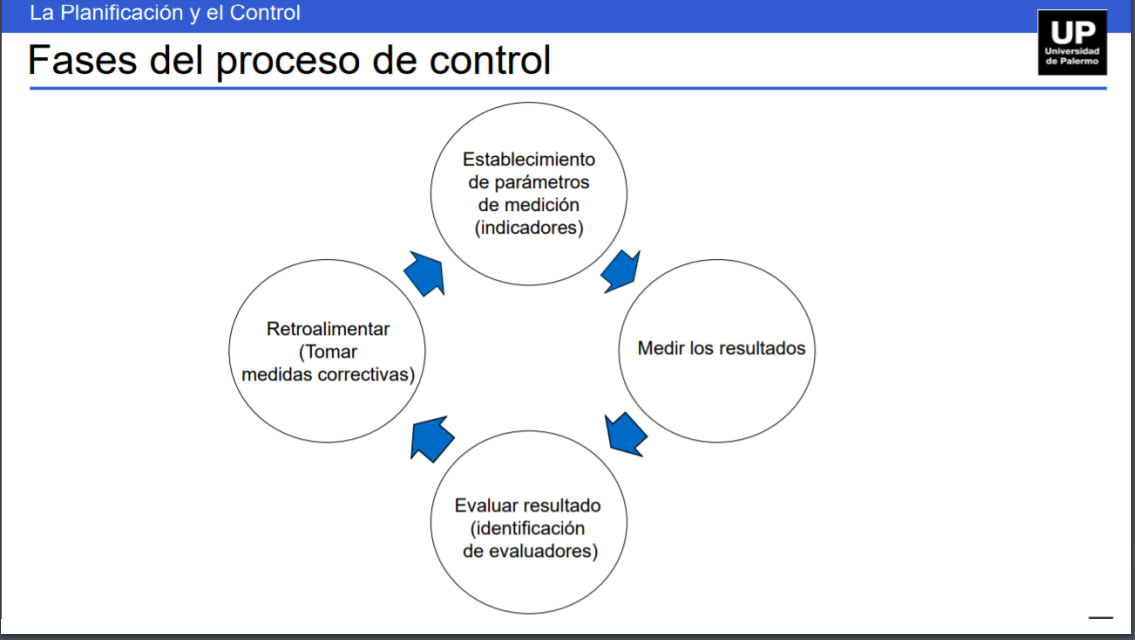 La Planificación y el Control
UP
Universidad
de Palermo
Fases del proceso de control
Establecimiento
de parámetros
de medición
(indicadores)
Medir los resultados
Evaluar resultado
(identificación
de evaluadores)
Retroalimentar
(Tomar
medidas correctivas)